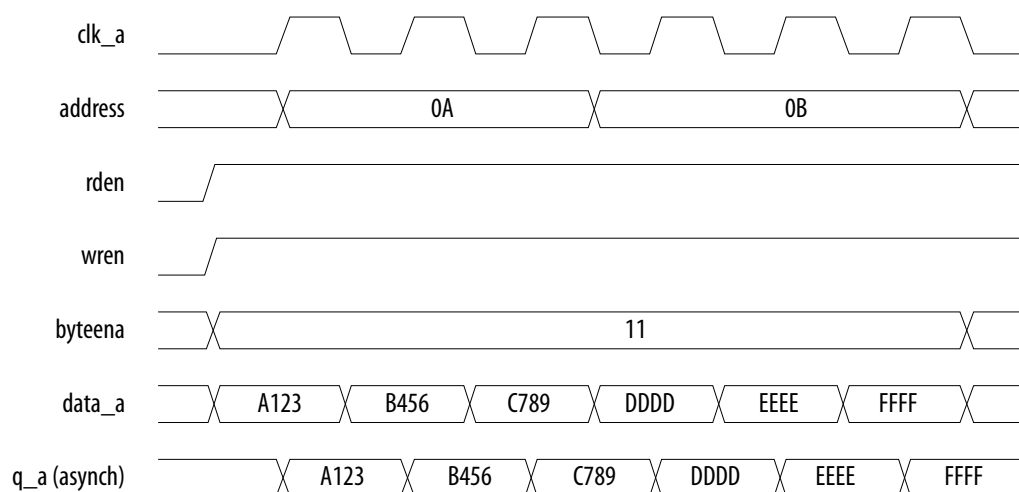 clk_a
address 0A 0B
rden
wren
byteena 11
data_a A123 B456 C789 DDDD EEEE FFFF
q_a (asynch) A123 B456 C789 DDDD EEEE FFFF